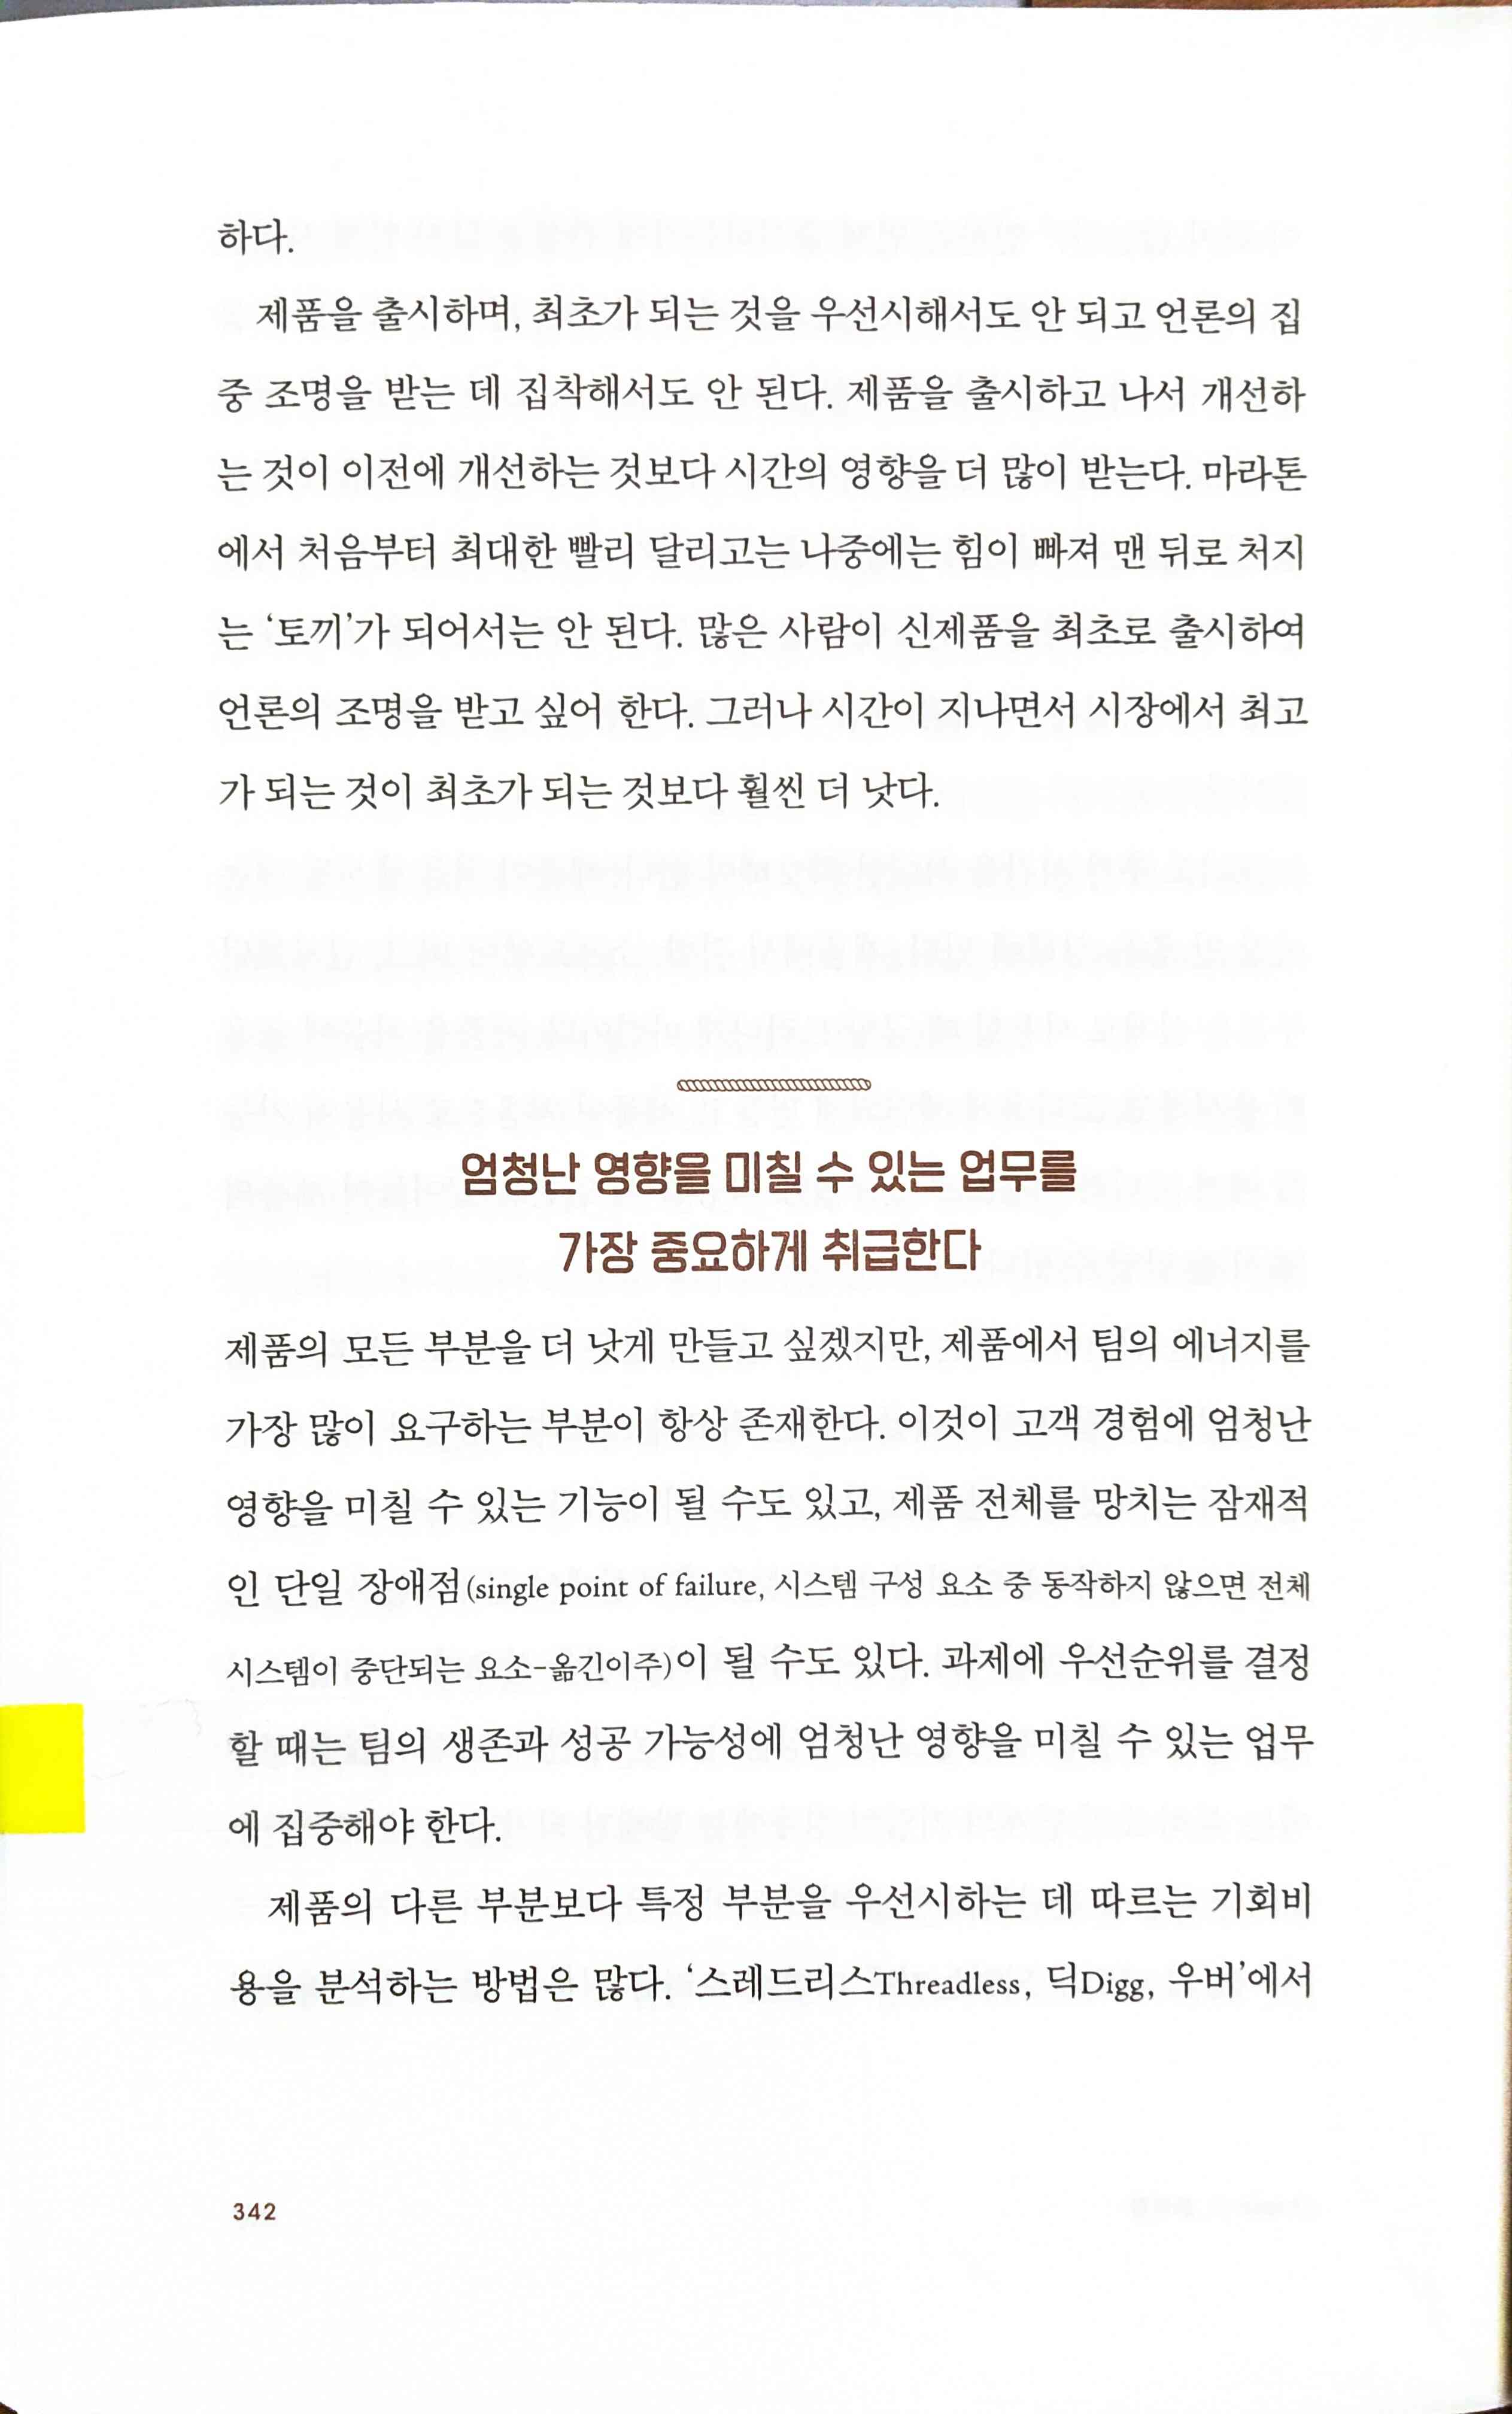 하다.
제품을 출시하며, 최초가 되는 것을 우선시해서도 안 되고 언론의 집
중 조명을 받는 데 집착해서도 안 된다. 제품을 출시하고 나서 개선하
는 것이 이전에 개선하는 것보다 시간의 영향을 더 많이 받는다. 마라톤
에서 처음부터 최대한 빨리 달리고는 나중에는 힘이 빠져 맨 뒤로 처지
는 ‘토끼’가 되어서는 안 된다. 많은 사람이 신제품을 최초로 출시하여
언론의 조명을 받고 싶어 한다. 그러나 시간이 지나면서 시장에서 최고
가 되는 것이 최초가 되는 것보다 훨씬 더 낫다.
엄청난 영향을 미칠 수 있는 업무를
가장 중요하게 취급한다
제품의 모든 부분을 더 낫게 만들고 싶겠지만, 제품에서 팀의 에너지를
가장 많이 요구하는 부분이 항상 존재한다. 이것이 고객 경험에 엄청난
영향을 미칠 수 있는 기능이 될 수도 있고, 제품 전체를 망치는 잠재적
인 단일 장애점(single point of failure, 시스템 구성 요소 중 동작하지 않으면 전체
시스템이 중단되는 요소-옮긴이주)이 될 수도 있다. 과제에 우선순위를 결정
할 때는 팀의 생존과 성공 가능성에 엄청난 영향을 미칠 수 있는 업무
에 집중해야 한다.
제품의 다른 부분보다 특정 부분을 우선시하는 데 따르는 기회비
용을 분석하는 방법은 많다. ‘스레드리스Threadless, 딕Digg, 우버’에서
342